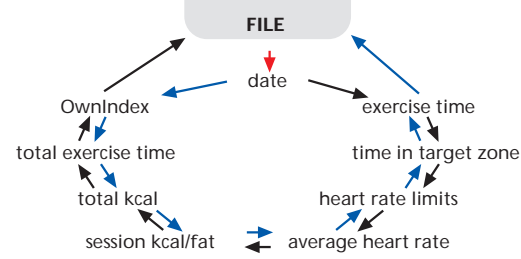 FILE
date
OwnIndex
exercise time
total exercise time
time in target zone
total kcal
heart rate limits
session kcal/fat
average heart rate